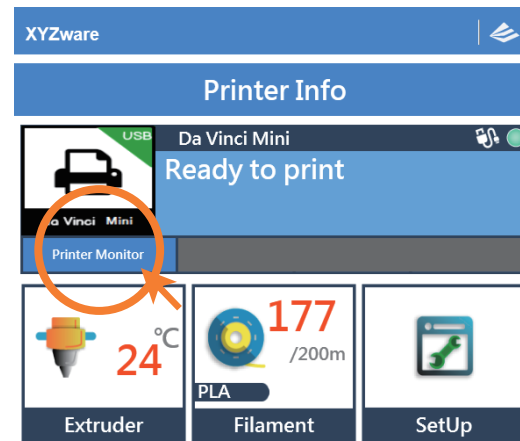 XYZware
Printer Info
USB
Da Vinci Mini
Ready to print
Da Vinci Mini
Printer Monitor
24 ℃
177
/200m
PLA
Extruder
Filament
SetUp